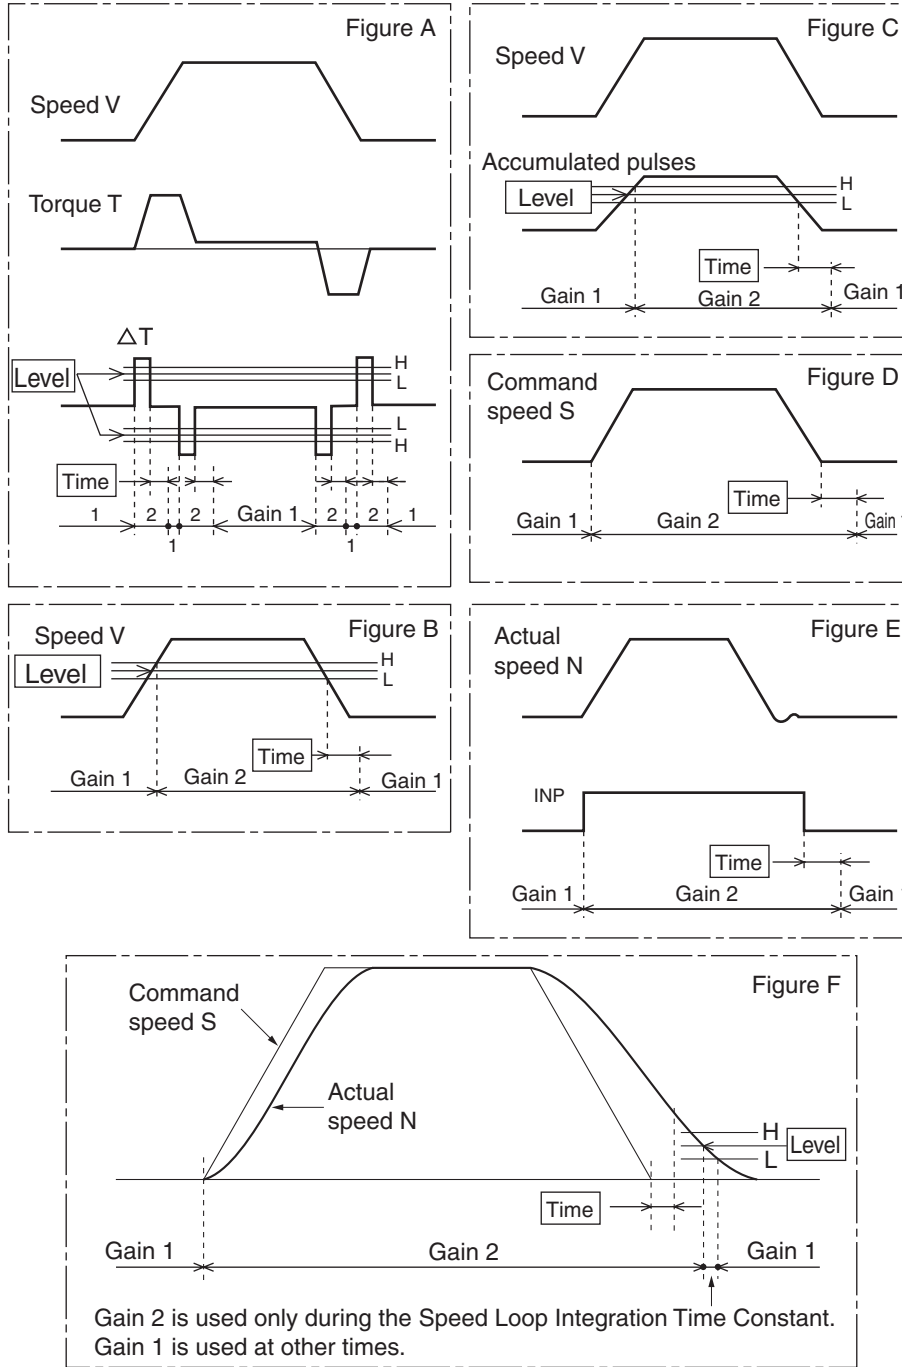 Figure A
Speed V
Torque T
△T
Level
H
L
L
H
Time
1
2
2
Gain 1
2
2
1
1
1
Figure B
Speed V
Level
H
L
Time
Gain 1
Gain 2
Gain 1
Figure C
Speed V
Accumulated pulses
Level
H
L
Time
Gain 1
Gain 2
Gain 1
Figure D
Command
speed S
Time
Gain 1
Gain 2
Gain 1
Figure E
Actual
speed N
INP
Time
Gain 1
Gain 2
Gain 1
Figure F
Command
speed S
Actual
speed N
H
Level
L
Time
Gain 1
Gain 2
Gain 1
Gain 2 is used only during the Speed Loop Integration Time Constant.
Gain 1 is used at other times.